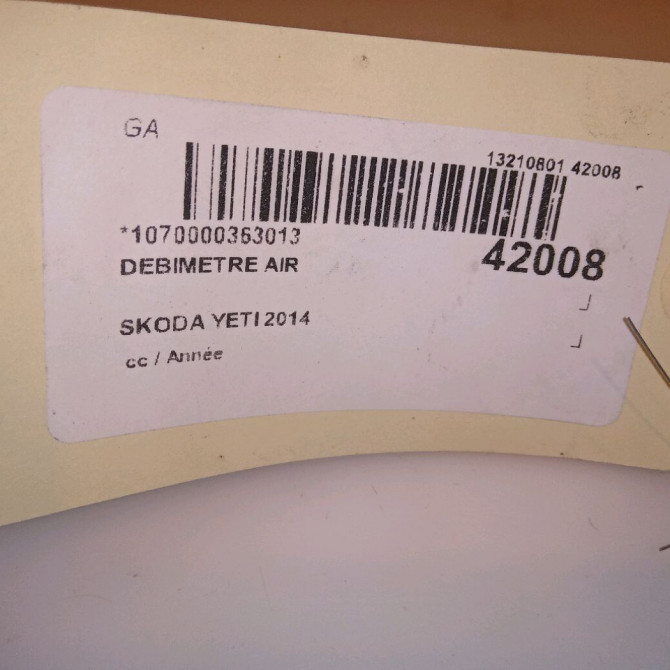 GA
13210801 42008
*1070000363013
42008
DEBIMETRE AIR
SKODA YETI 2014
cc / Année